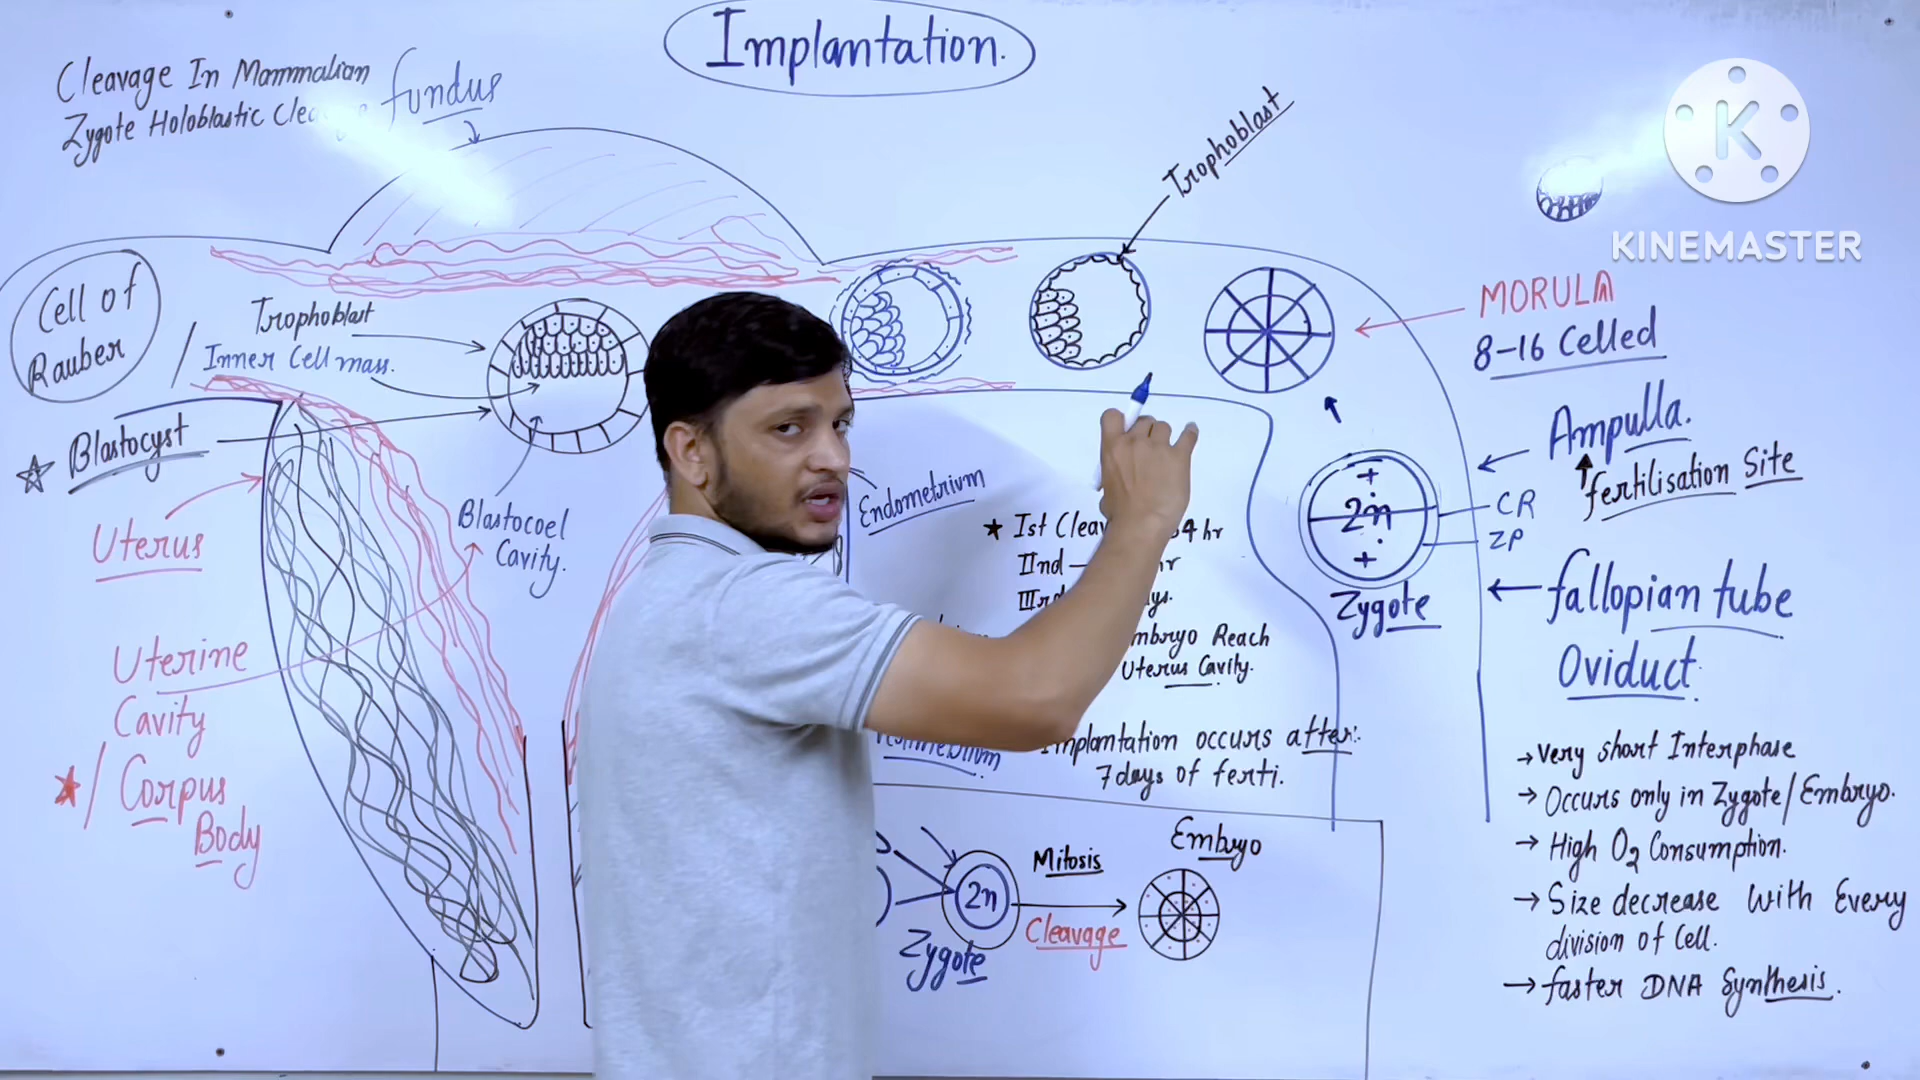 Implantation.
Cleavage In Mammalian
Zygote Holoblastic
fundus
Trophoblast
K
KINEMASTER
Cell of
Rauber
Trophoblast
Inner Cell mass.
Blastocyst
Uterus
Blastocoel
Cavity.
Uterine
Cavity
/ Corpus
Body
Endometrium
MORULA
8-16 Celled
Ampulla.
fertilisation Site
CR
ZP
+
2n
+
Zygote
fallopian tube
Oviduct
Ist
hr
IInd
Embryo Reach
Uterus Cavity.
Implantation occurs after:
7 days of ferti.
2n
Zygote
Mitosis
Cleavage
Embryo
→ Very short Interphase
→ Occurs only in Zygote/Embryo.
→ High O2 Consumption.
→ Size decrease With Every
division of Cell.
→ faster DNA Synthesis.